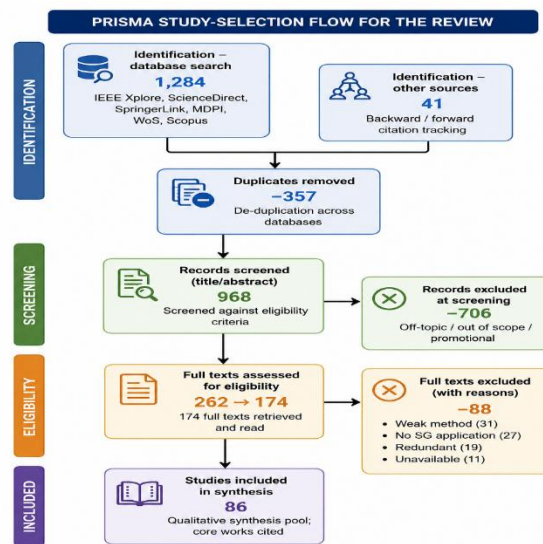 PRISMA STUDY-SELECTION FLOW FOR THE REVIEW
IDENTIFICATION
Identification –
database search
1,284
IEEE Xplore, ScienceDirect,
SpringerLink, MDPI,
WoS, Scopus
Identification –
other sources
41
Backward / forward
citation tracking
Duplicates removed
−357
De-duplication across
databases
SCREENING
Records screened
(title/abstract)
968
Screened against eligibility
criteria
Records excluded
at screening
−706
Off-topic / out of scope /
promotional
ELIGIBILITY
Full texts assessed
for eligibility
262 → 174
174 full texts retrieved
and read
Full texts excluded
(with reasons)
−88
• Weak method (31)
• No SG application (27)
• Redundant (19)
• Unavailable (11)
INCLUDED
Studies included
in synthesis
86
Qualitative synthesis pool;
core works cited